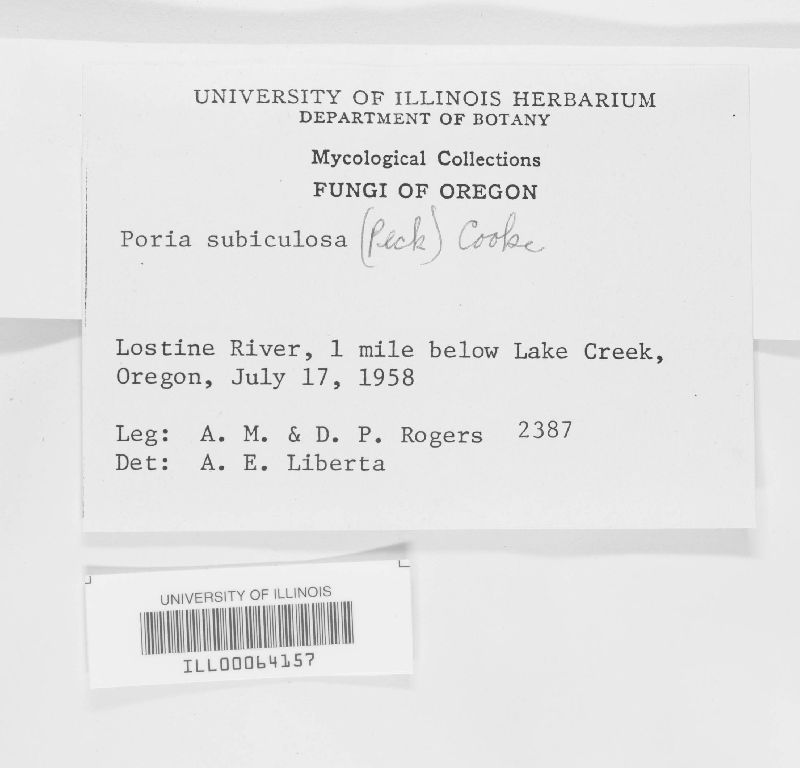 UNIVERSITY OF ILLINOIS HERBARIUM
DEPARTMENT OF BOTANY
Mycological Collections
FUNGI OF OREGON
Poria subiculosa (Peck) Cooke
Lostine River, 1 mile below Lake Creek,
Oregon, July 17, 1958
Leg: A. M. & D. P. Rogers 2387
Det: A. E. Liberta
UNIVERSITY OF ILLINOIS
ILL00064157